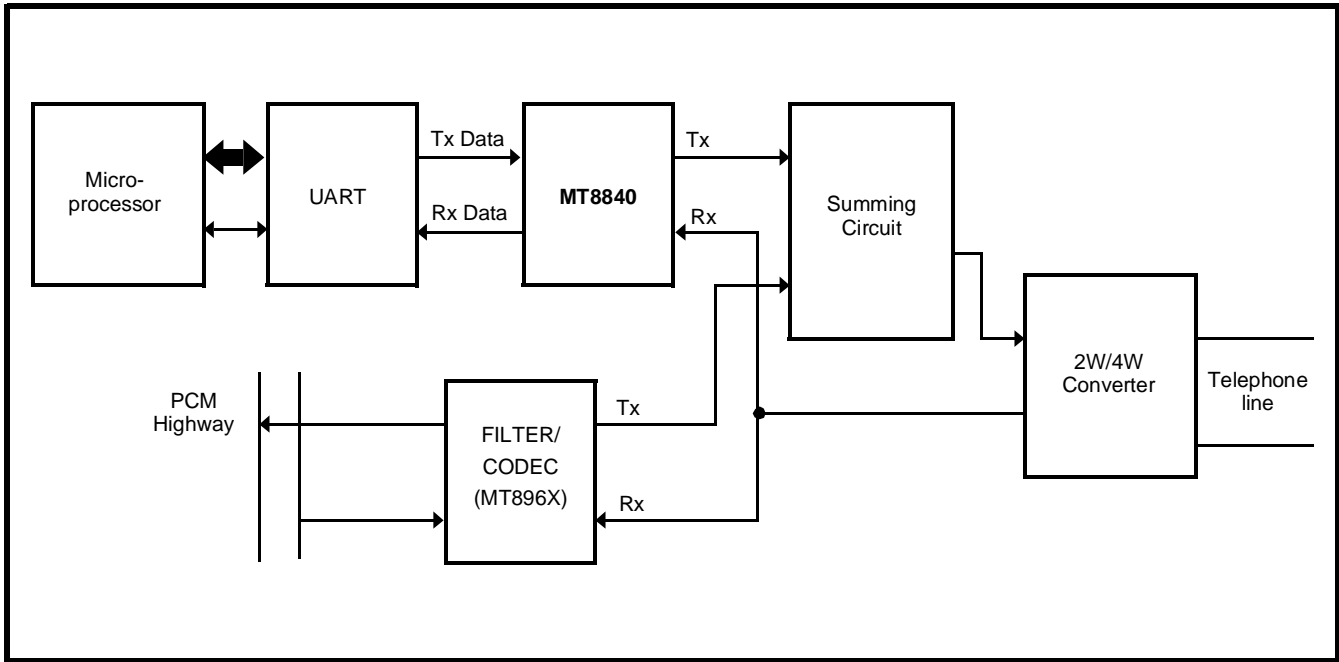 Micro-
processor
UART
Tx Data
Rx Data
MT8840
Tx
Rx
Summing
Circuit
2W/4W
Converter
Telephone
line
PCM
Highway
FILTER/
CODEC
(MT896X)
Tx
Rx